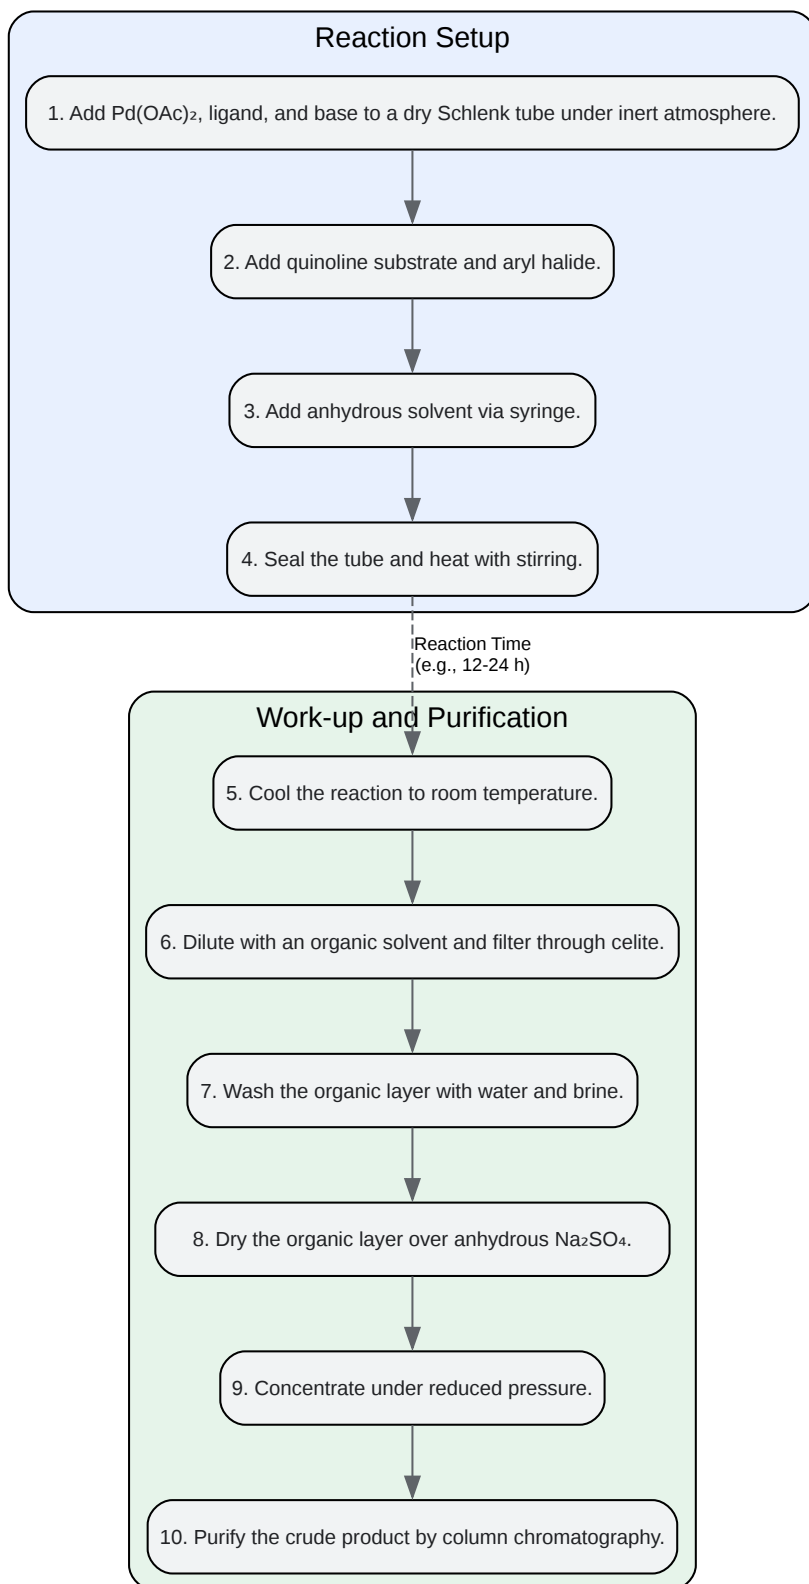 Reaction Setup
1. Add Pd(OAc)₂, ligand, and base to a dry Schlenk tube under inert atmosphere.
2. Add quinoline substrate and aryl halide.
3. Add anhydrous solvent via syringe.
4. Seal the tube and heat with stirring.
Reaction Time
(e.g., 12-24 h)
Work-up and Purification
5. Cool the reaction to room temperature.
6. Dilute with an organic solvent and filter through celite.
7. Wash the organic layer with water and brine.
8. Dry the organic layer over anhydrous Na₂SO₄.
9. Concentrate under reduced pressure.
10. Purify the crude product by column chromatography.